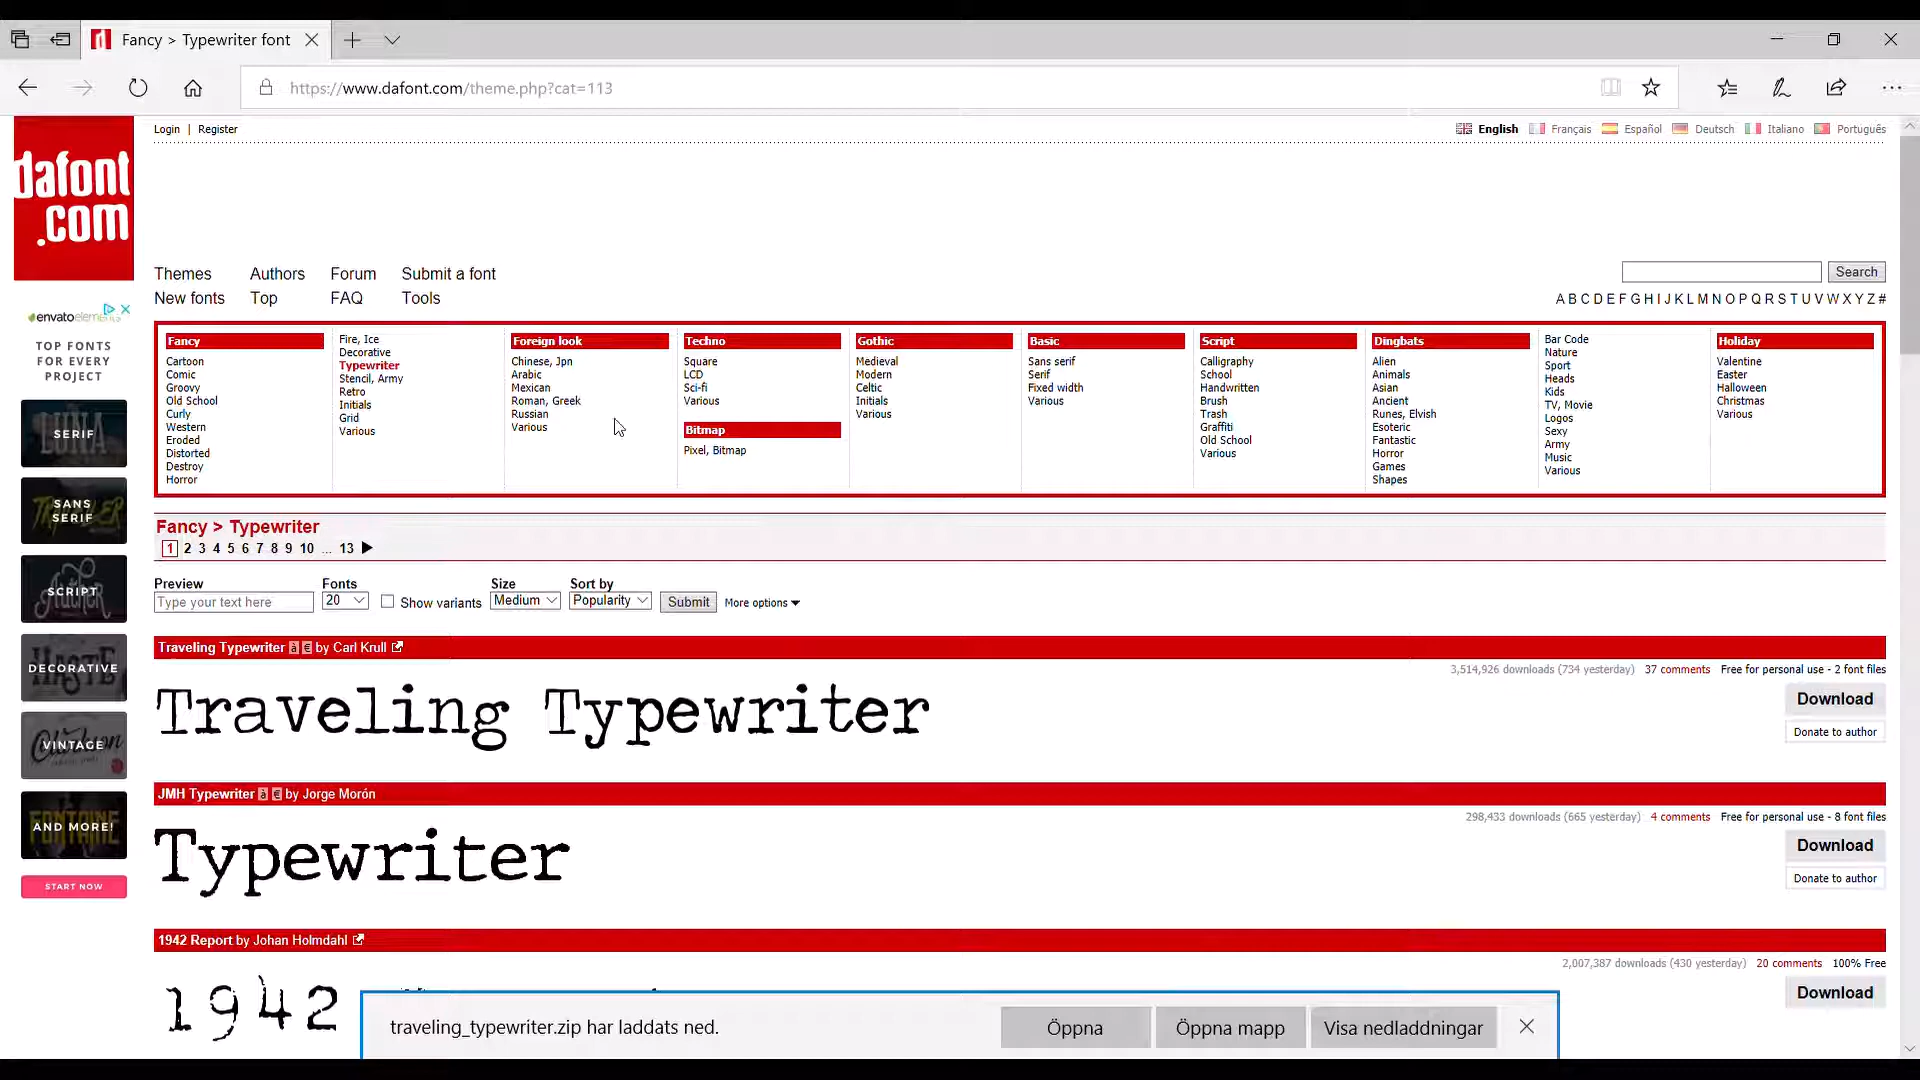 Fancy > Typewriter font
https://www.dafont.com/theme.php?cat=113
dafont
.com
Login | Register
English Français Español Deutsch Italiano Português
Themes Authors Forum Submit a font
New fonts Top FAQ Tools
Search
A B C D E F G H I J K L M N O P Q R S T U V W X Y Z #
envato
TOP FONTS
FOR EVERY
PROJECT
SERIF
SANS
SERIF
SCRIPT
DECORATIVE
VINTAGE
AND MORE!
START NOW
Fancy
Cartoon
Comic
Groovy
Old School
Curly
Western
Eroded
Distorted
Destroy
Horror
Fire, Ice
Decorative
Typewriter
Stencil, Army
Retro
Initials
Grid
Various
Foreign look
Chinese, Jpn
Arabic
Mexican
Roman, Greek
Russian
Various
Techno
Square
LCD
Sci-fi
Various
Bitmap
Pixel, Bitmap
Gothic
Medieval
Modern
Celtic
Initials
Various
Basic
Sans serif
Serif
Fixed width
Various
Script
Calligraphy
School
Handwritten
Brush
Trash
Graffiti
Old School
Various
Dingbats
Alien
Animals
Asian
Ancient
Runes, Elvish
Esoteric
Fantastic
Horror
Games
Shapes
Bar Code
Nature
Sport
Heads
Kids
TV, Movie
Logos
Sexy
Army
Music
Various
Holiday
Valentine
Easter
Halloween
Christmas
Various
Fancy > Typewriter
1 2 3 4 5 6 7 8 9 10 ... 13
Preview Fonts Size Sort by
Type your text here 20 Show variants Medium Popularity Submit More options
Traveling Typewriter à € by Carl Krull
3,514,926 downloads (734 yesterday) 37 comments Free for personal use - 2 font files
Traveling Typewriter
Download
Donate to author
JMH Typewriter à € by Jorge Morón
298,433 downloads (665 yesterday) 4 comments Free for personal use - 8 font files
Typewriter
Download
Donate to author
1942 Report by Johan Holmdahl
2,007,387 downloads (430 yesterday) 20 comments 100% Free
1942
Download
traveling_typewriter.zip har laddats ned.
Öppna Öppna mapp Visa nedladdningar